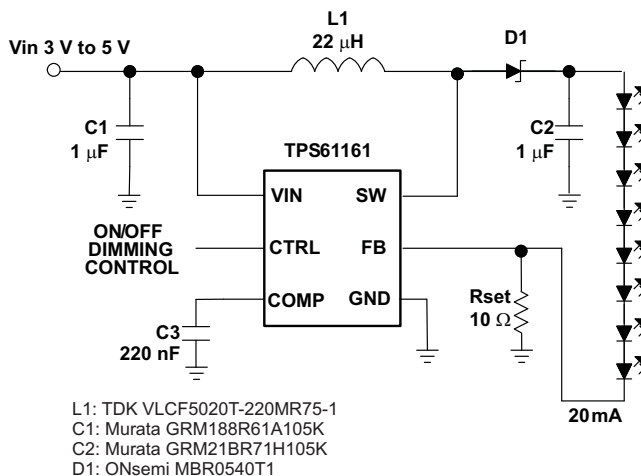 L1
22 μH
Vin 3 V to 5 V
D1
C1
1 μF
C2
1 μF
TPS61161
VIN
SW
ON/OFF
DIMMING
CONTROL
CTRL
FB
COMP
GND
C3
220 nF
Rset
10 Ω
20mA
L1: TDK VLCF5020T-220MR75-1
C1: Murata GRM188R61A105K
C2: Murata GRM21BR71H105K
D1: ONsemi MBR0540T1